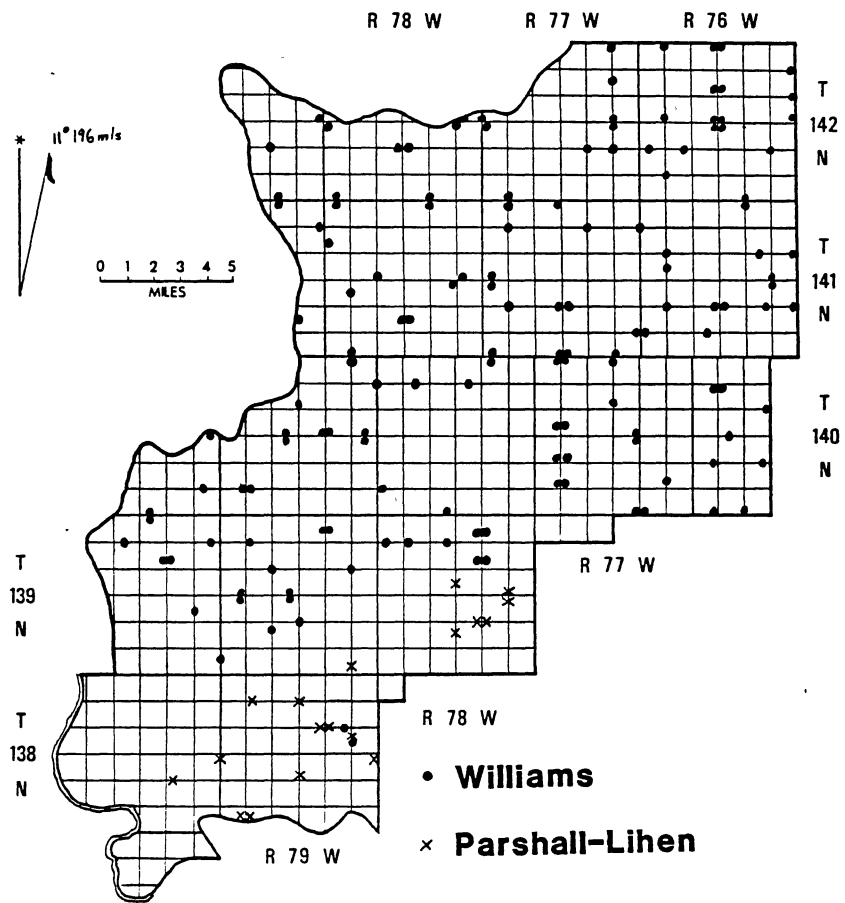 R 78 W R 77 W R 76 W
T
142
N
* 11° 196 m/s
T
141
N
0 1 2 3 4 5
MILES
T
140
N
T
139
N
R 77 W
T
138
N
R 78 W
• Williams
× Parshall-Lihen
R 79 W